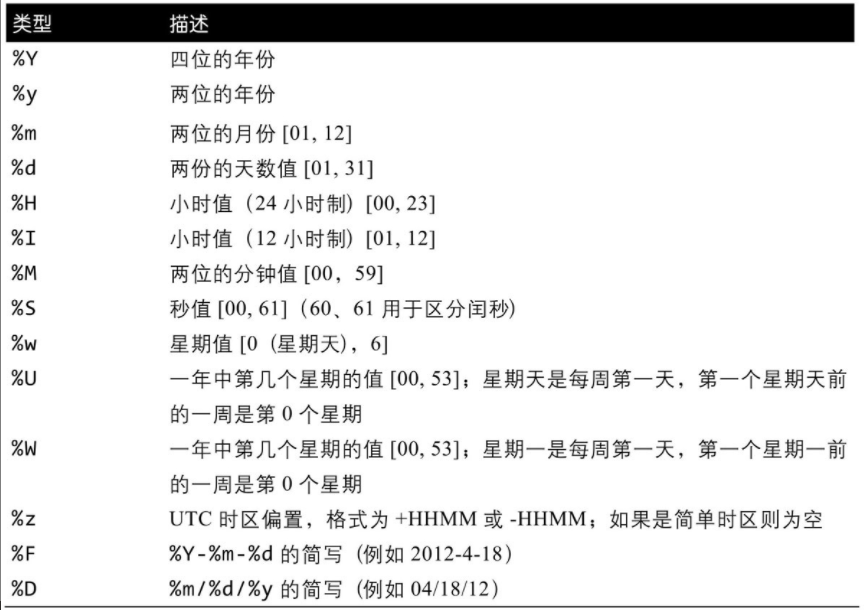 类型 描述
%Y 四位的年份
%y 两位的年份
%m 两位的月份 [01, 12]
%d 两份的天数值 [01, 31]
%H 小时值（24 小时制) [00, 23]
%I 小时值（12 小时制) [01, 12]
%M 两位的分钟值 [00，59]
%S 秒值 [00, 61]（60、61 用于区分闰秒)
%w 星期值 [0 (星期天)，6]
%U 一年中第几个星期的值 [00, 53]；星期天是每周第一天，第一个星期天前
的一周是第 0 个星期
%W 一年中第几个星期的值 [00, 53]；星期一是每周第一天，第一个星期一前
的一周是第 0 个星期
%z UTC 时区偏置，格式为 +HHMM 或 -HHMM；如果是简单时区则为空
%F %Y-%m-%d 的简写 (例如 2012-4-18）
%D %m/%d/%y 的简写 (例如 04/18/12）